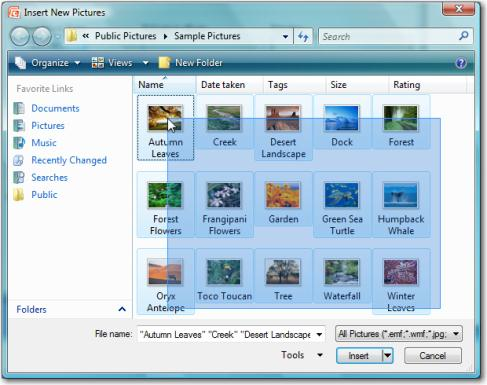 Insert New Pictures
« Public Pictures ▸ Sample Pictures
Search
Organize Views New Folder
Favorite Links
Documents
Pictures
Music
Recently Changed
Searches
Public
Folders
Name Date taken Tags Size Rating
Autumn Leaves
Creek
Desert Landscape
Dock
Forest
Forest Flowers
Frangipani Flowers
Garden
Green Sea Turtle
Humpback Whale
Oryx Antelope
Toco Toucan
Tree
Waterfall
Winter Leaves
File name: "Autumn Leaves" "Creek" "Desert Landscape All Pictures (*.emf;*.wmf;*.jpg;
Tools Insert Cancel